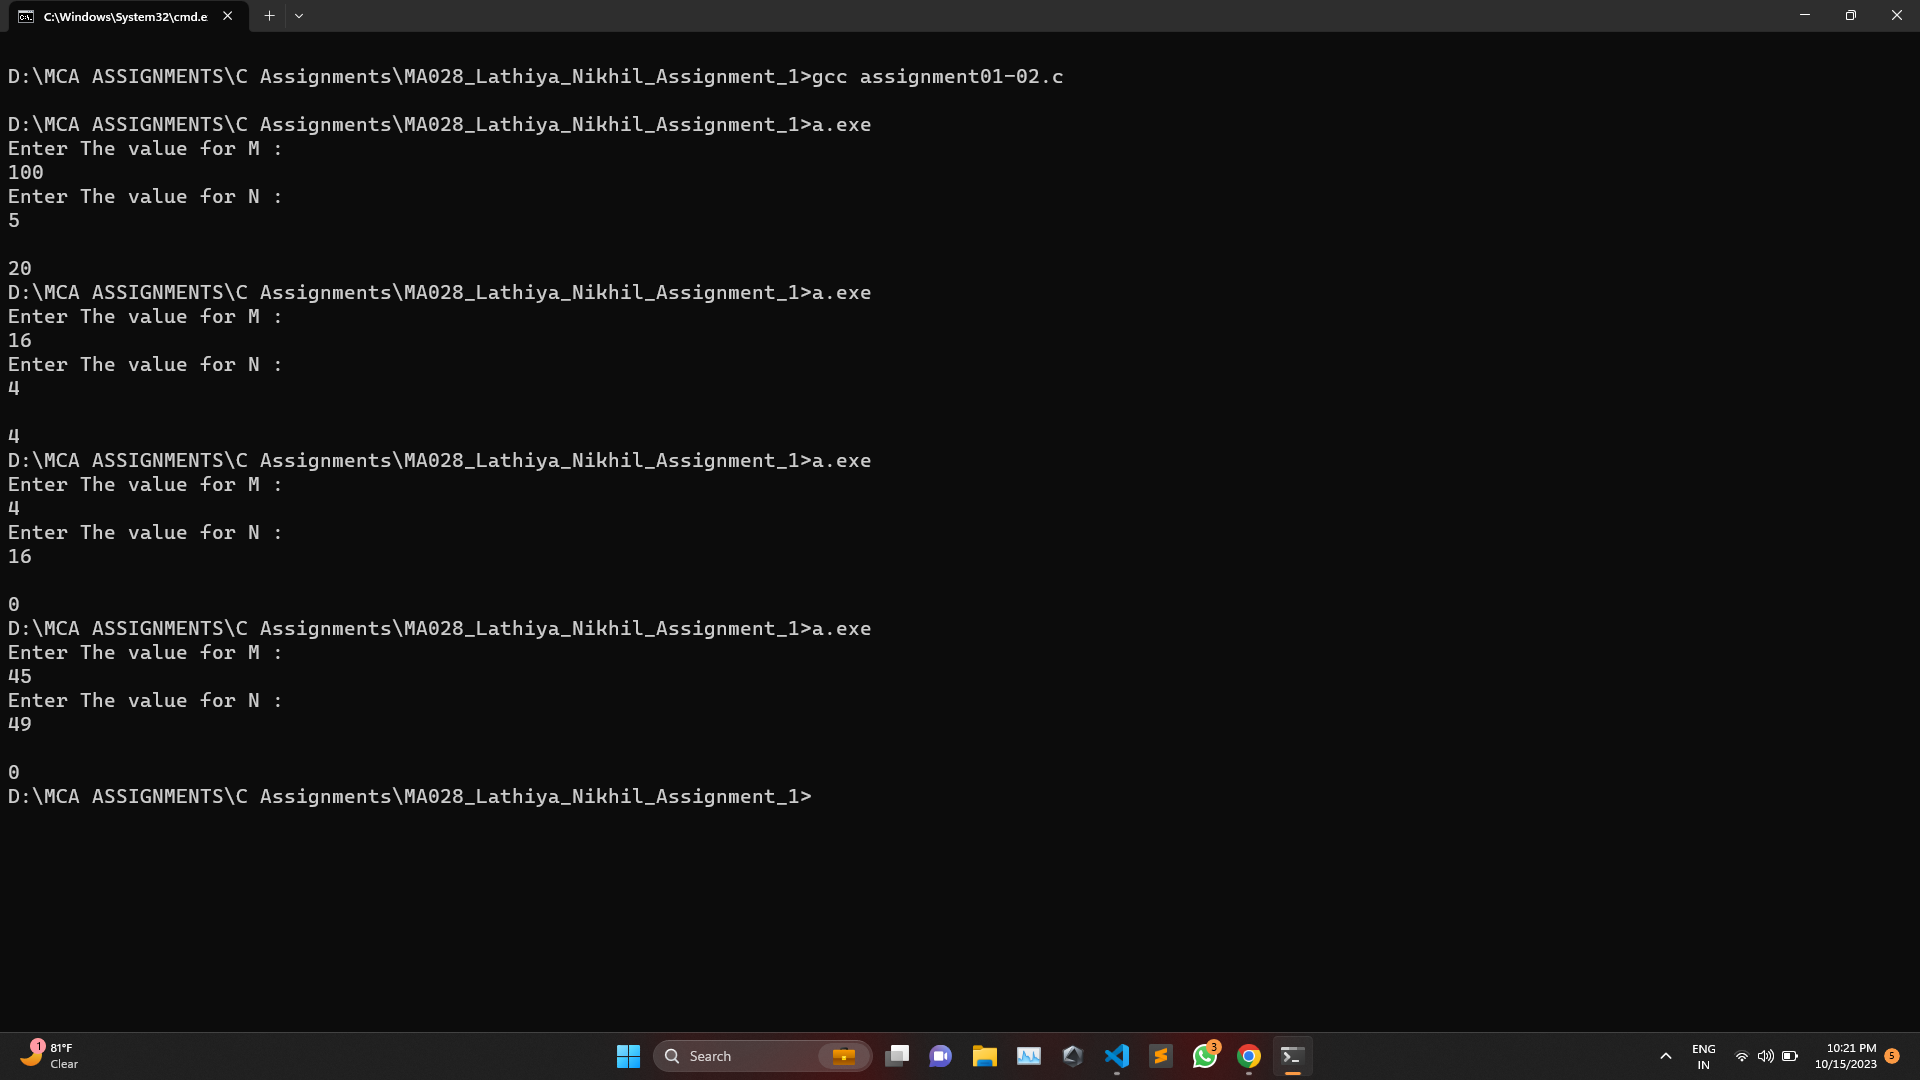 C:\Windows\System32\cmd.e
D:\MCA ASSIGNMENTS\C Assignments\MA028_Lathiya_Nikhil_Assignment_1>gcc assignment01-02.c
D:\MCA ASSIGNMENTS\C Assignments\MA028_Lathiya_Nikhil_Assignment_1>a.exe
Enter The value for M :
100
Enter The value for N :
5
20
D:\MCA ASSIGNMENTS\C Assignments\MA028_Lathiya_Nikhil_Assignment_1>a.exe
Enter The value for M :
16
Enter The value for N :
4
4
D:\MCA ASSIGNMENTS\C Assignments\MA028_Lathiya_Nikhil_Assignment_1>a.exe
Enter The value for M :
4
Enter The value for N :
16
0
D:\MCA ASSIGNMENTS\C Assignments\MA028_Lathiya_Nikhil_Assignment_1>a.exe
Enter The value for M :
45
Enter The value for N :
49
0
D:\MCA ASSIGNMENTS\C Assignments\MA028_Lathiya_Nikhil_Assignment_1>
1
81°F
Clear
Search
3
ENG
IN
10:21 PM
10/15/2023
5